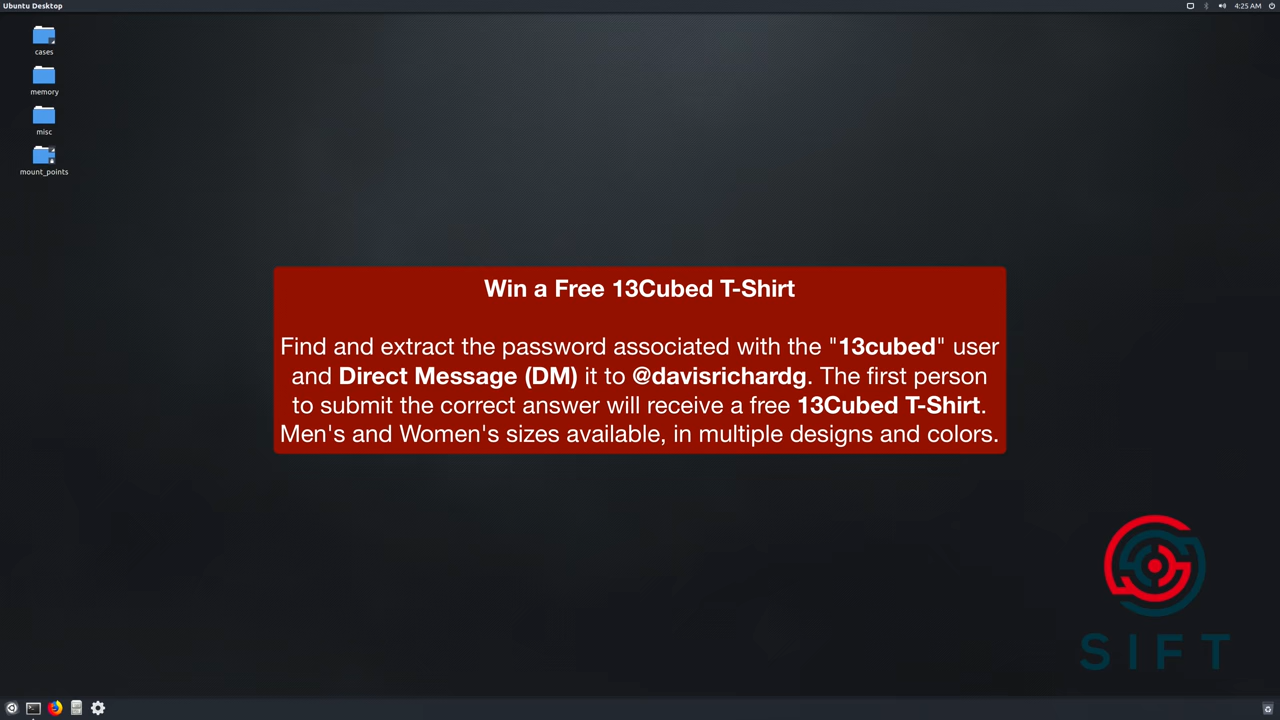 Ubuntu Desktop
4:25 AM
cases
memory
misc
mount_points
Win a Free 13Cubed T-Shirt
Find and extract the password associated with the "13cubed" user
and Direct Message (DM) it to @davisrichardg. The first person
to submit the correct answer will receive a free 13Cubed T-Shirt.
Men's and Women's sizes available, in multiple designs and colors.
SIFT